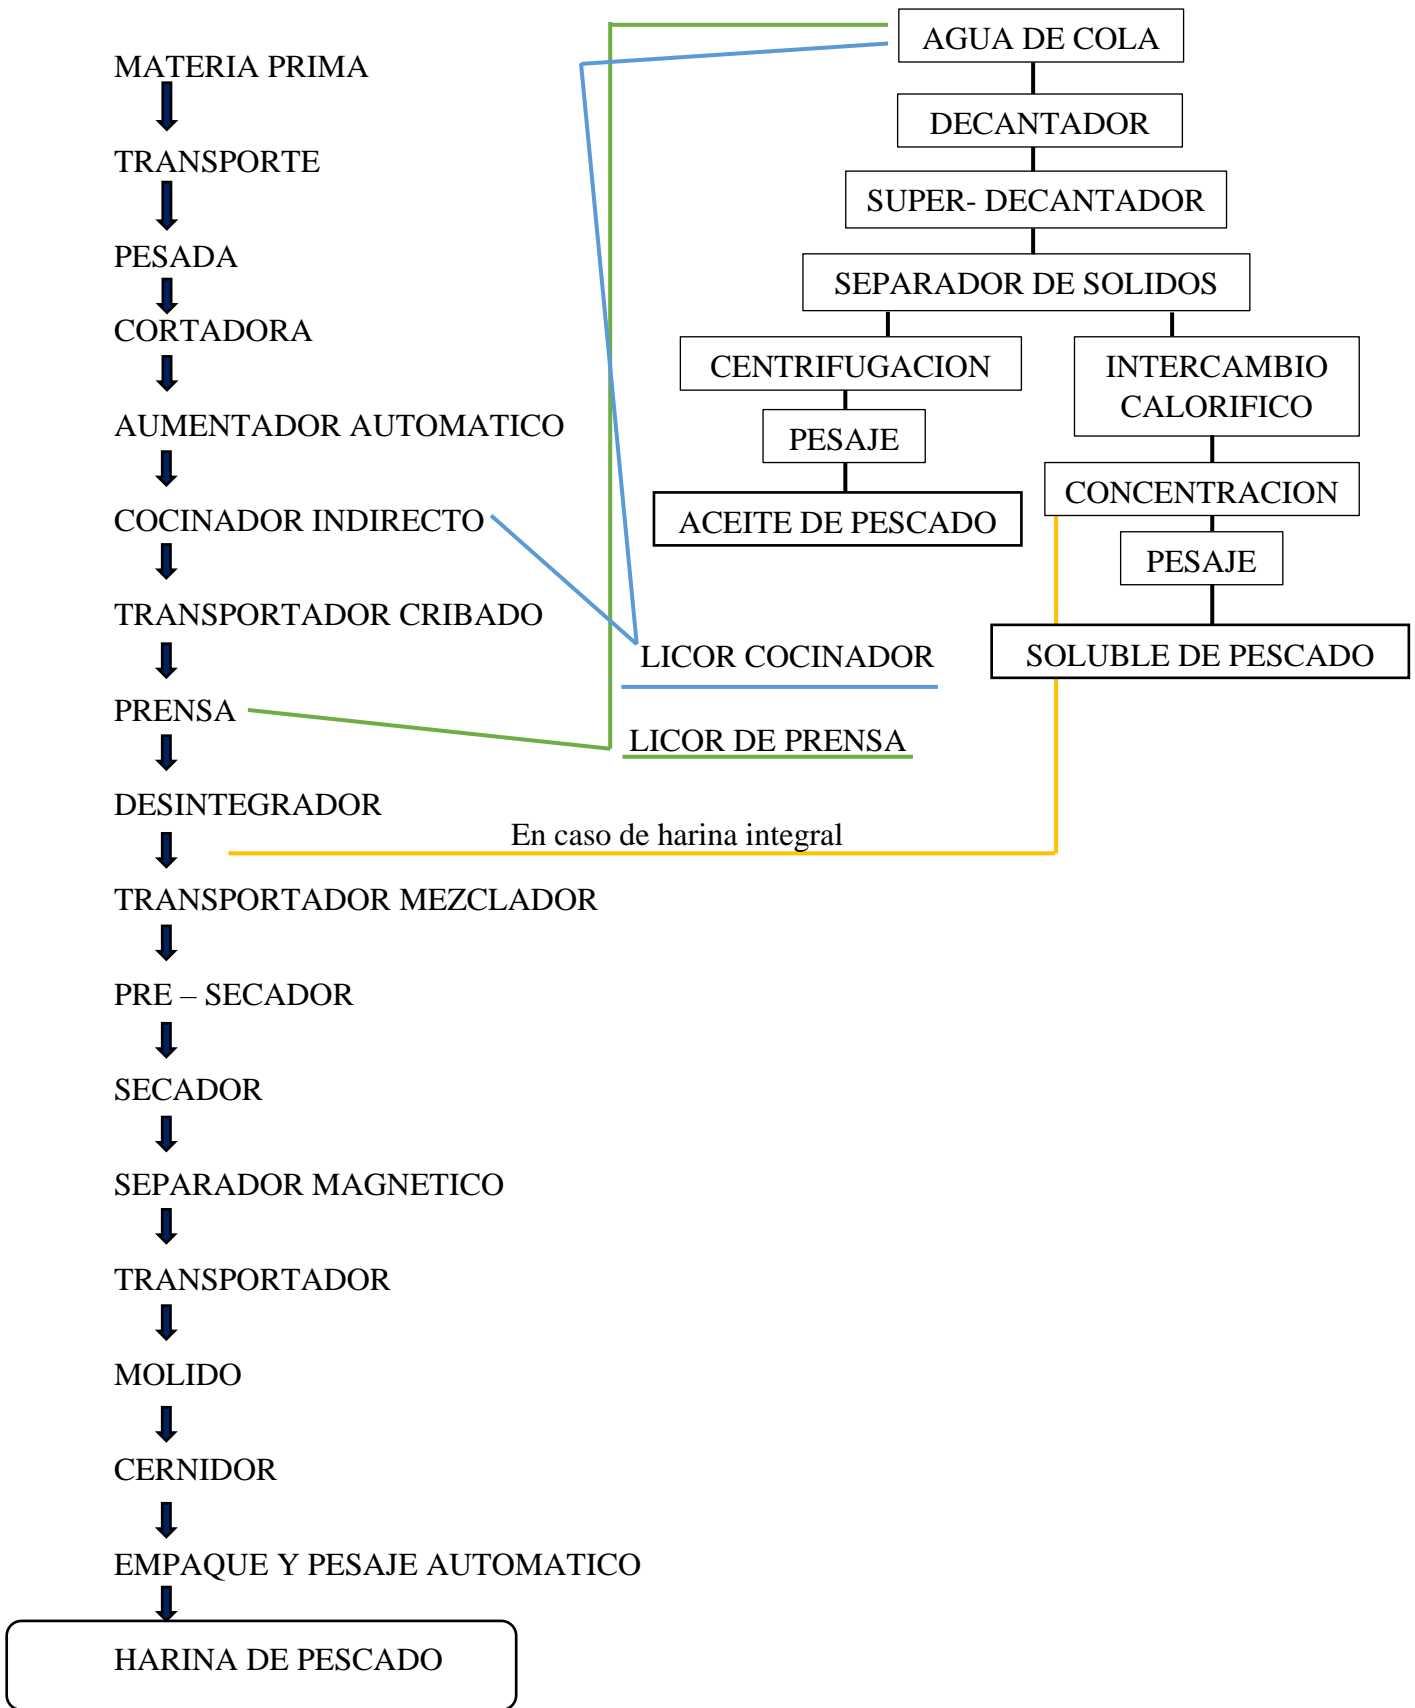 MATERIA PRIMA
TRANSPORTE
PESADA
CORTADORA
AUMENTADOR AUTOMATICO
COCINADOR INDIRECTO
TRANSPORTADOR CRIBADO
PRENSA
DESINTEGRADOR
TRANSPORTADOR MEZCLADOR
PRE – SECADOR
SECADOR
SEPARADOR MAGNETICO
TRANSPORTADOR
MOLIDO
CERNIDOR
EMPAQUE Y PESAJE AUTOMATICO
HARINA DE PESCADO
AGUA DE COLA
DECANTADOR
SUPER- DECANTADOR
SEPARADOR DE SOLIDOS
CENTRIFUGACION
PESAJE
ACEITE DE PESCADO
INTERCAMBIO
CALORIFICO
CONCENTRACION
PESAJE
SOLUBLE DE PESCADO
LICOR COCINADOR
LICOR DE PRENSA
En caso de harina integral